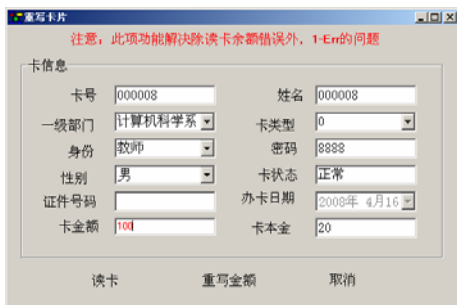 重写卡片
注意：此项功能解决除读卡余额错误外，1-Err的问题
卡信息
卡号 000008 姓名 000008
一级部门 计算机科学系 卡类型 0
身份 教师 密码 8888
性别 男 卡状态 正常
证件号码 办卡日期 2008年 4月16
卡金额 100 卡本金 20
读卡 重写金额 取消